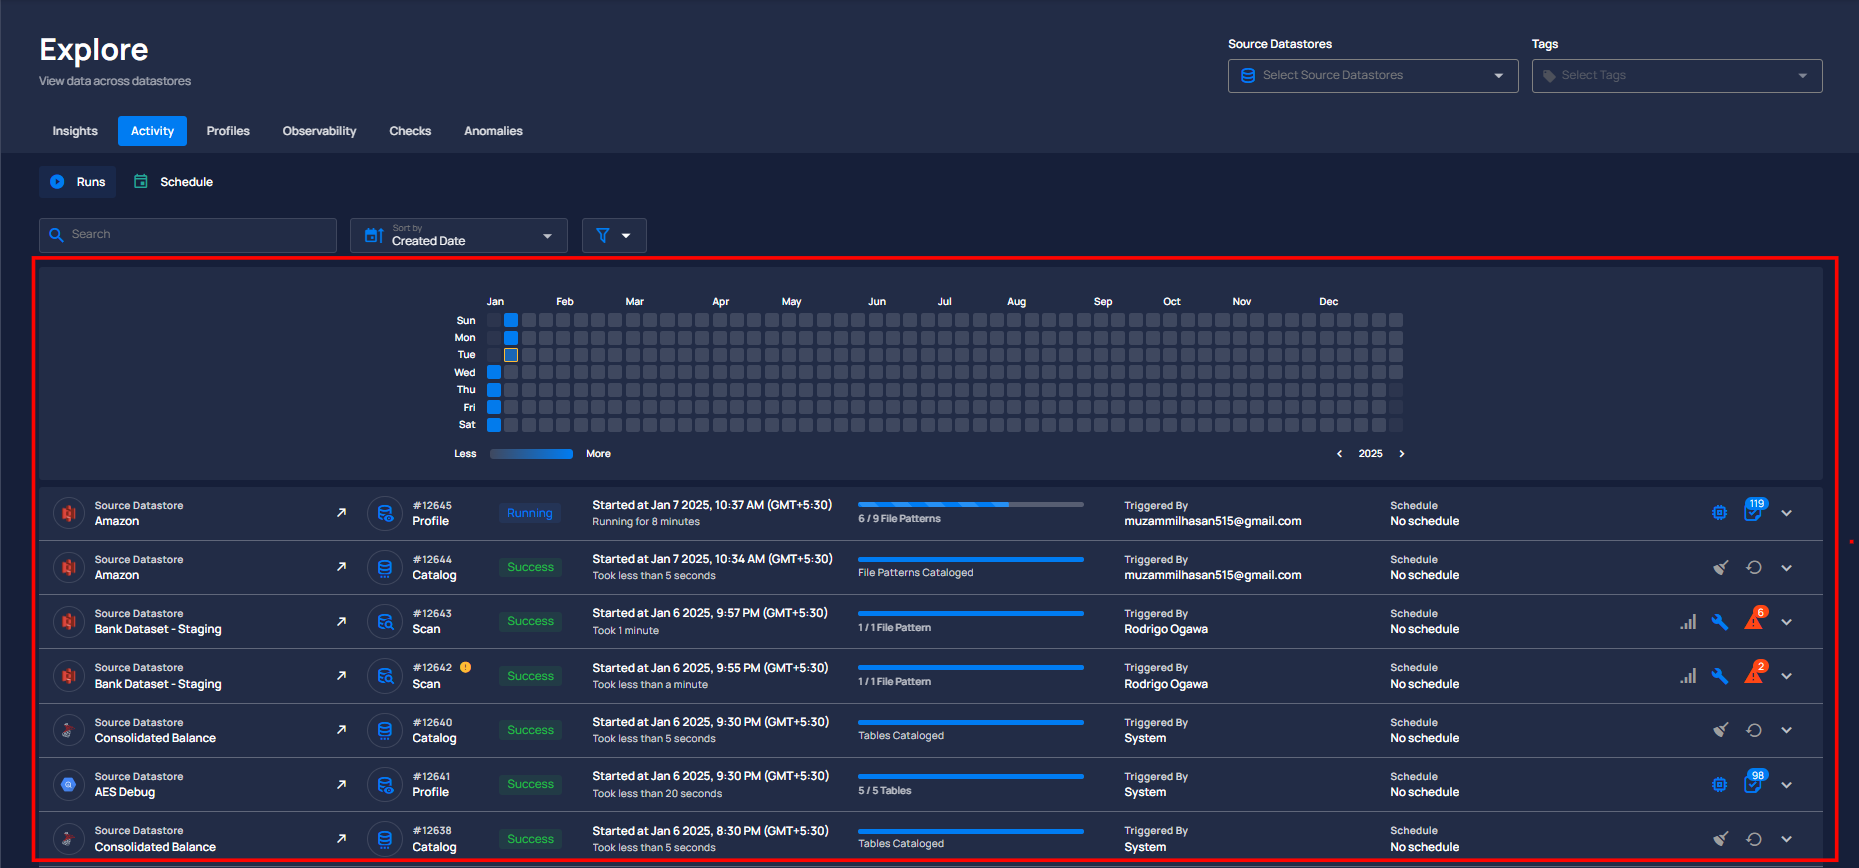 Explore
View data across datastores
Source Datastores
Select Source Datastores
Tags
Select Tags
Insights Activity Profiles Observability Checks Anomalies
Runs Schedule
Search
Sort by
Created Date
Jan Feb Mar Apr May Jun Jul Aug Sep Oct Nov Dec
Sun
Mon
Tue
Wed
Thu
Fri
Sat
Less More
2025
Source Datastore #12645 Started at Jan 7 2025, 10:37 AM (GMT+5:30) Triggered By Schedule 119
Amazon Profile Running Running for 8 minutes 6 / 9 File Patterns muzammilhasan515@gmail.com No schedule
Source Datastore #12644 Started at Jan 7 2025, 10:34 AM (GMT+5:30) Triggered By Schedule
Amazon Catalog Success Took less than 5 seconds File Patterns Cataloged muzammilhasan515@gmail.com No schedule
Source Datastore #12643 Started at Jan 6 2025, 9:57 PM (GMT+5:30) Triggered By Schedule 6
Bank Dataset - Staging Scan Success Took 1 minute 1 / 1 File Pattern Rodrigo Ogawa No schedule
Source Datastore #12642 Started at Jan 6 2025, 9:55 PM (GMT+5:30) Triggered By Schedule 2
Bank Dataset - Staging Scan Success Took less than a minute 1 / 1 File Pattern Rodrigo Ogawa No schedule
Source Datastore #12640 Started at Jan 6 2025, 9:30 PM (GMT+5:30) Triggered By Schedule
Consolidated Balance Catalog Success Took less than 5 seconds Tables Cataloged System No schedule
Source Datastore #12641 Started at Jan 6 2025, 9:30 PM (GMT+5:30) Triggered By Schedule 98
AES Debug Profile Success Took less than 20 seconds 5 / 5 Tables System No schedule
Source Datastore #12638 Started at Jan 6 2025, 8:30 PM (GMT+5:30) Triggered By Schedule
Consolidated Balance Catalog Success Took less than 5 seconds Tables Cataloged System No schedule